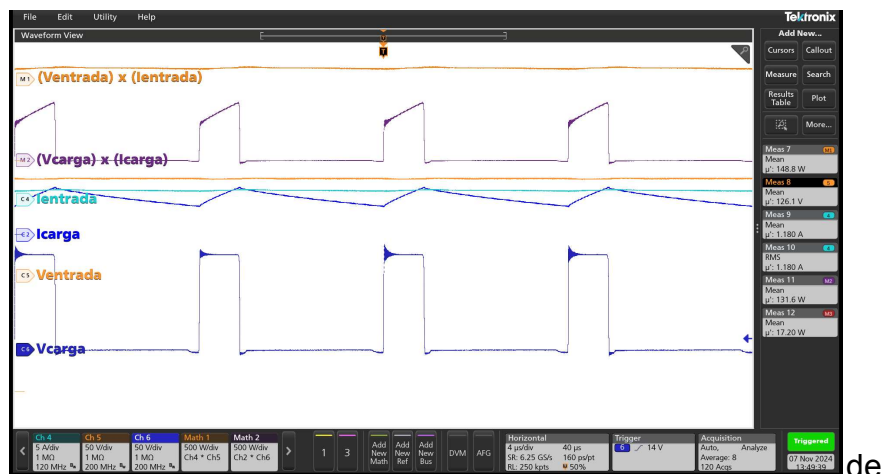 File Edit Utility Help
Tektronix
Waveform View
Add New...
Cursors Callout
Measure Search
Results Table Plot
More...
T
M1 (Ventrada) x (Ientrada)
M2 (Vcarga) x (Icarga)
C4 Ientrada
C2 Icarga
C5 Ventrada
C6 Vcarga
Meas 7 M1
Mean
µ': 148.8 W
Meas 8 5
Mean
µ': 126.1 V
Meas 9 4
Mean
µ': 1.180 A
Meas 10 4
RMS
µ': 1.180 A
Meas 11 M2
Mean
µ': 131.6 W
Meas 12 M3
Mean
µ': 17.20 W
Ch 4
5 A/div
1 MΩ
120 MHz
Ch 5
50 V/div
1 MΩ
200 MHz
Ch 6
50 V/div
1 MΩ
200 MHz
Math 1
500 W/div
Ch4 * Ch5
Math 2
500 W/div
Ch2 * Ch6
1 3
Add New Math
Add New Ref
Add New Bus
DVM AFG
Horizontal
4 µs/div 40 µs
SR: 6.25 GS/s 160 ps/pt
RL: 250 kpts 50%
Trigger
6 14 V
Acquisition
Auto, Analyze
Average: 8
120 Acqs
Triggered
07 Nov 2024
13:49:39
de